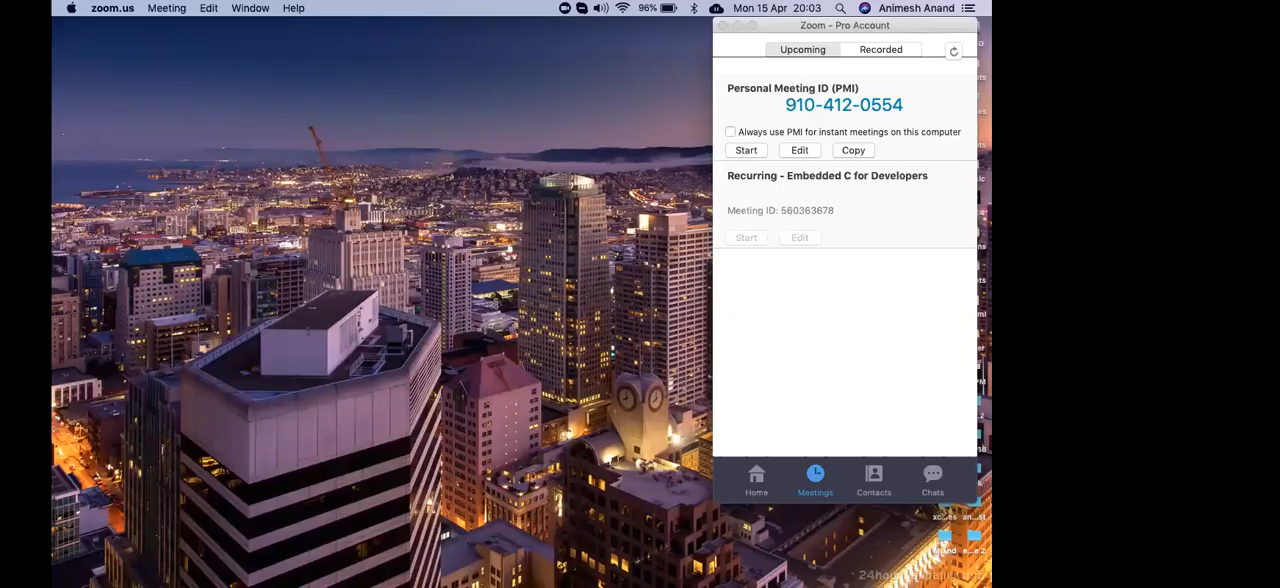 zoom.us Meeting Edit Window Help 96% Mon 15 Apr 20:03 Animesh Anand
Zoom - Pro Account
Upcoming Recorded
Personal Meeting ID (PMI)
910-412-0554
Always use PMI for instant meetings on this computer
Start Edit Copy
Recurring - Embedded C for Developers
Meeting ID: 560363678
Start Edit
Home Meetings Contacts Chats